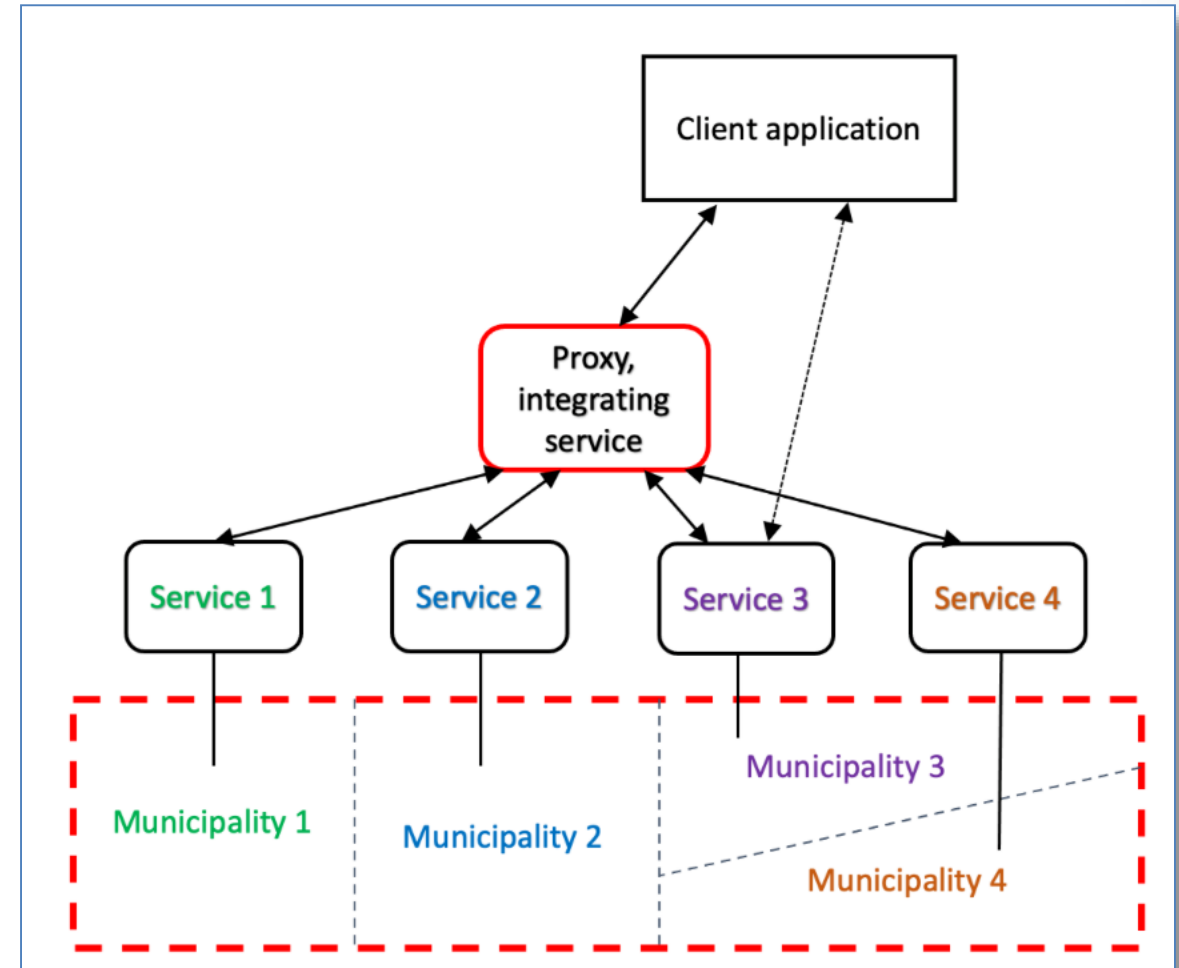 Client application
Proxy,
integrating
service
Service 1
Service 2
Service 3
Service 4
Municipality 3
Municipality 1
Municipality 2
Municipality 4